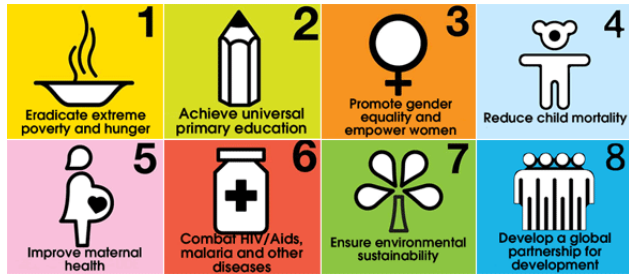 1
Eradicate extreme
poverty and hunger
2
Achieve universal
primary education
3
Promote gender
equality and
empower women
4
Reduce child mortality
5
Improve maternal
health
6
Combat HIV/Aids,
malaria and other
diseases
7
Ensure environmental
sustainability
8
Develop a global
partnership for
development